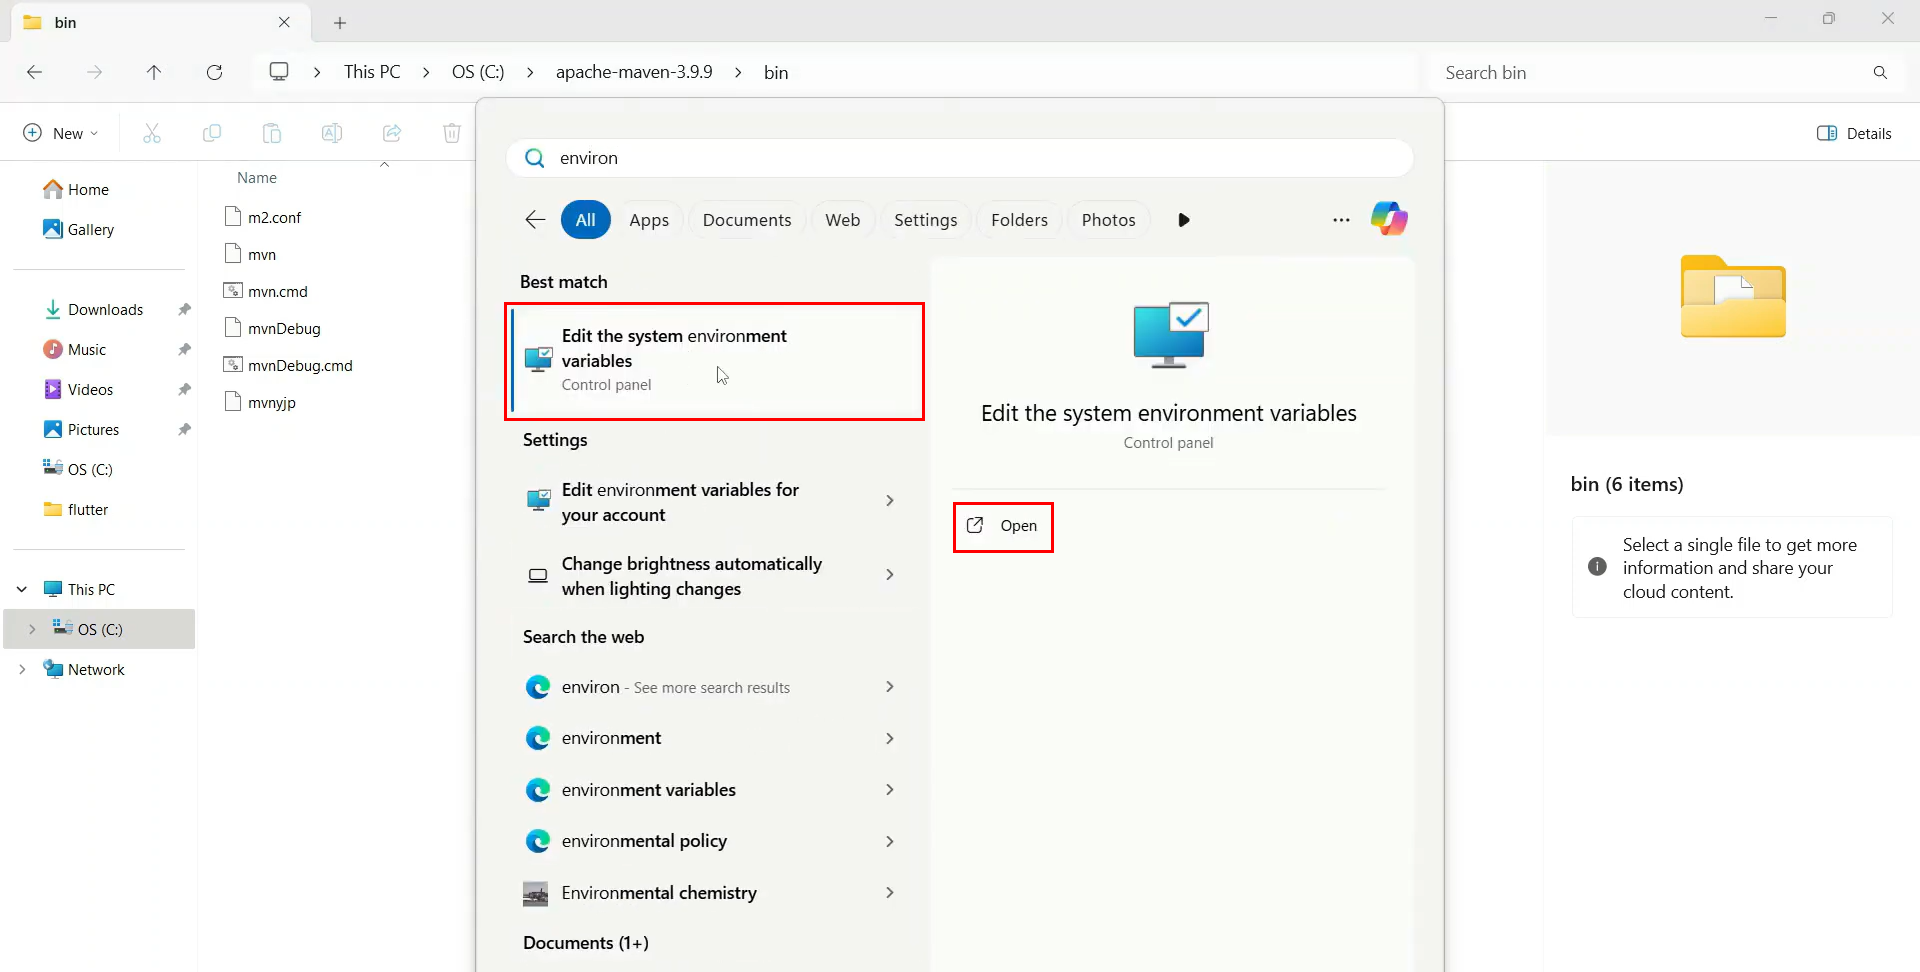 bin
This PC
OS (C:)
apache-maven-3.9.9
bin
Search bin
New
Details
Home
Gallery
Downloads
Music
Videos
Pictures
OS (C:)
flutter
This PC
OS (C:)
Network
Name
m2.conf
mvn
mvn.cmd
mvnDebug
mvnDebug.cmd
mvnyjp
environ
All
Apps
Documents
Web
Settings
Folders
Photos
Best match
Edit the system environment
variables
Control panel
Settings
Edit environment variables for
your account
Change brightness automatically
when lighting changes
Search the web
environ - See more search results
environment
environment variables
environmental policy
Environmental chemistry
Documents (1+)
Edit the system environment variables
Control panel
Open
bin (6 items)
Select a single file to get more
information and share your
cloud content.